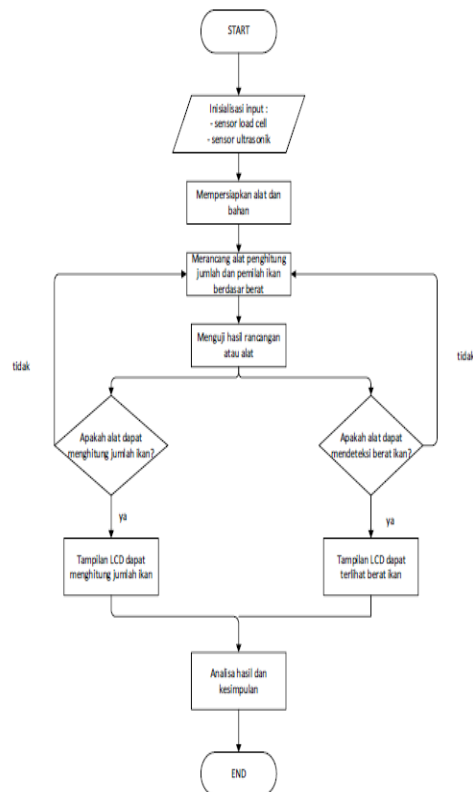 START
Inisialisasi input :
- sensor load cell
- sensor ultrasonik
Mempersiapkan alat dan
bahan
Merancang alat penghitung
jumlah dan pemilah ikan
berdasar berat
Menguji hasil rancangan
atau alat
tidak
tidak
Apakah alat dapat
menghitung jumlah ikan?
Apakah alat dapat
mendeteksi berat ikan?
ya
ya
Tampilan LCD dapat
menghitung jumlah ikan
Tampilan LCD dapat
terlihat berat ikan
Analisa hasil dan
kesimpulan
END